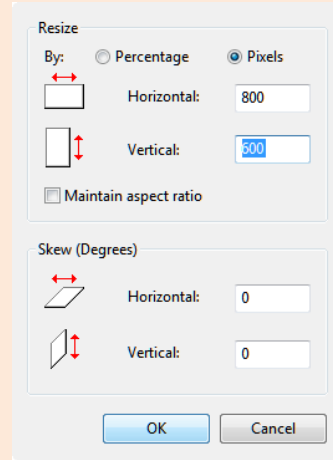 Resize
By: Percentage Pixels
Horizontal: 800
Vertical: 600
Maintain aspect ratio
Skew (Degrees)
Horizontal: 0
Vertical: 0
OK Cancel